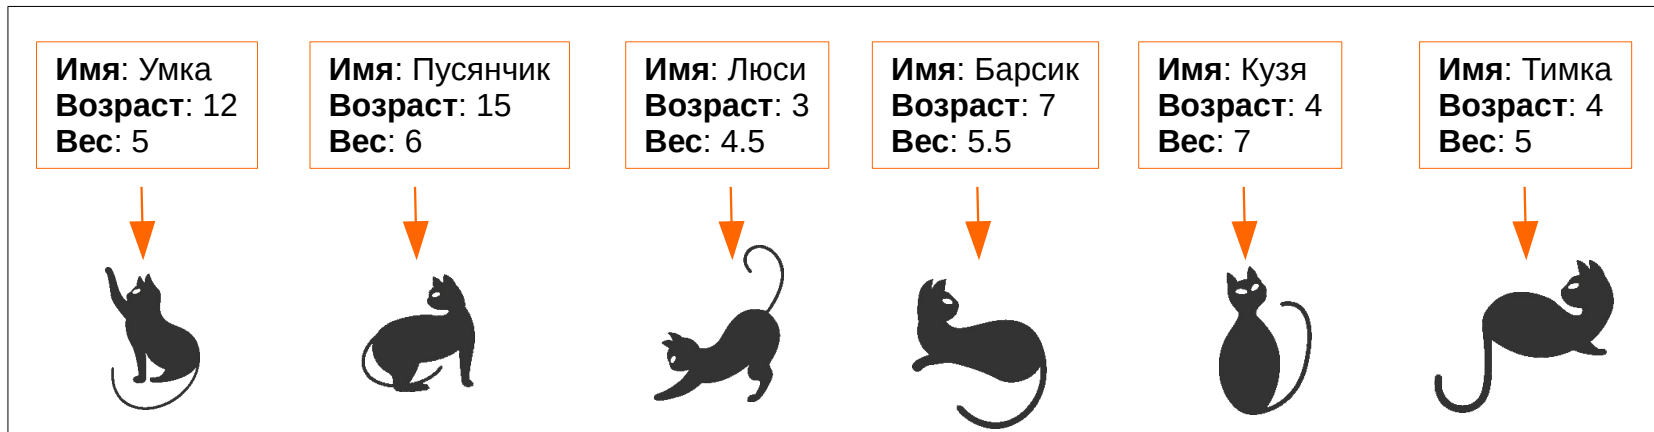 Имя: Умка
Возраст: 12
Вес: 5
Имя: Пусянчик
Возраст: 15
Вес: 6
Имя: Люси
Возраст: 3
Вес: 4.5
Имя: Барсик
Возраст: 7
Вес: 5.5
Имя: Кузя
Возраст: 4
Вес: 7
Имя: Тимка
Возраст: 4
Вес: 5